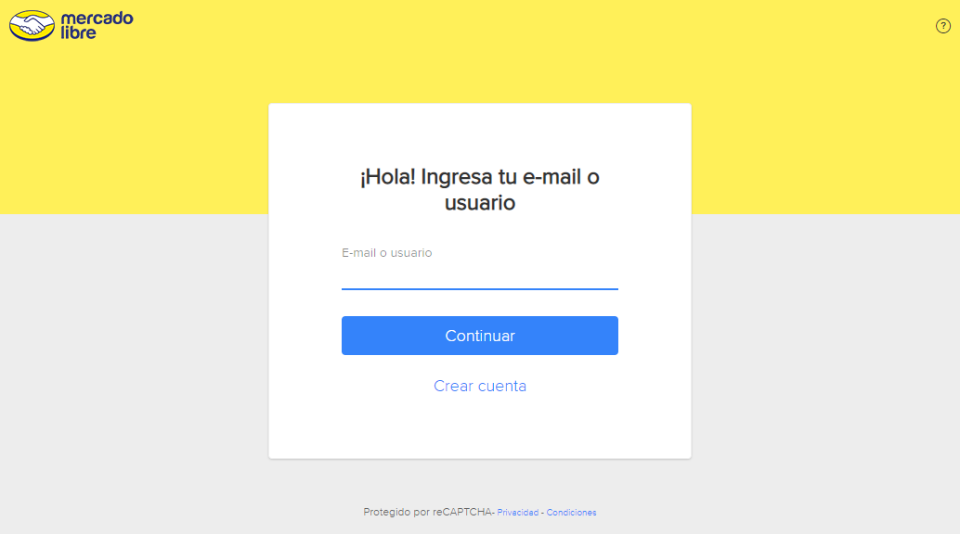 mercado
libre
?
¡Hola! Ingresa tu e-mail o
usuario
E-mail o usuario
Continuar
Crear cuenta
Protegido por reCAPTCHA- Privacidad - Condiciones